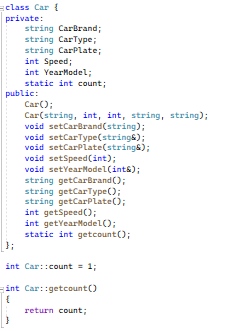 class Car {
private:
    string CarBrand;
    string CarType;
    string CarPlate;
    int Speed;
    int YearModel;
    static int count;
public:
    Car();
    Car(string, int, int, string, string);
    void setCarBrand(string);
    void setCarType(string&);
    void setCarPlate(string&);
    void setSpeed(int);
    void setYearModel(int&);
    string getCarBrand();
    string getCarType();
    string getCarPlate();
    int getSpeed();
    int getYearModel();
    static int getcount();
};

int Car::count = 1;

int Car::getcount()
{
    return count;
}